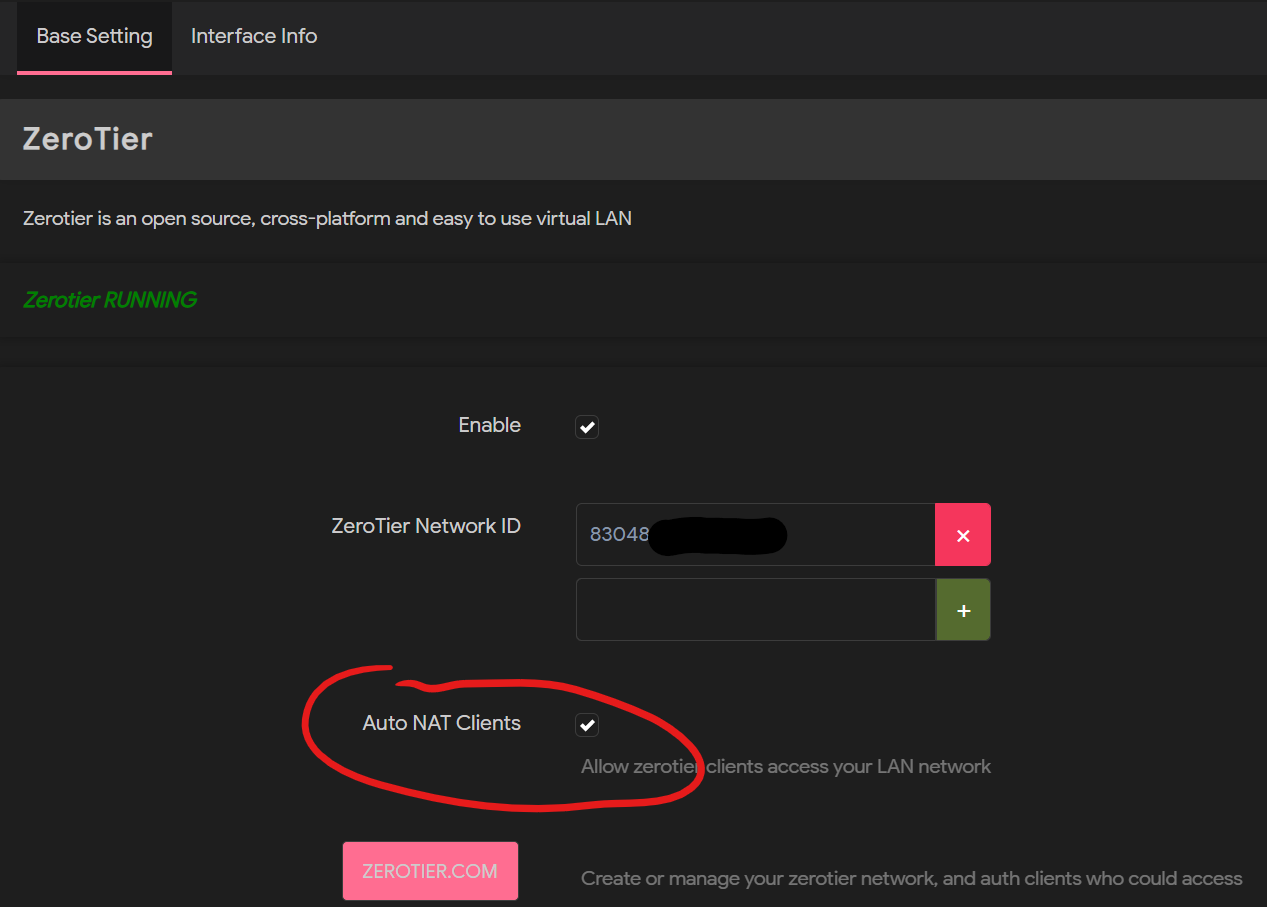 Base Setting Interface Info
ZeroTier
Zerotier is an open source, cross-platform and easy to use virtual LAN
Zerotier RUNNING
Enable
ZeroTier Network ID 83048
Auto NAT Clients
Allow zerotier clients access your LAN network
ZEROTIER.COM
Create or manage your zerotier network, and auth clients who could access